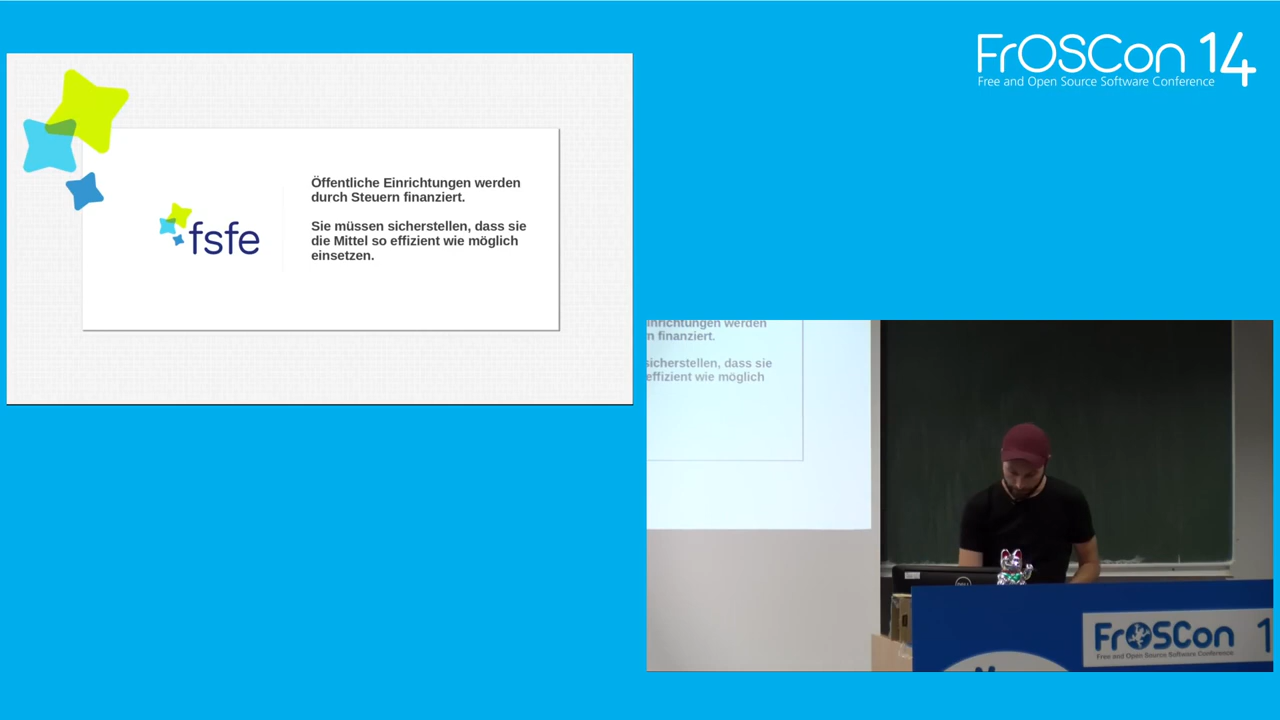 FrOSCon 14
Free and Open Source Software Conference
fsfe
Öffentliche Einrichtungen werden
durch Steuern finanziert.
Sie müssen sicherstellen, dass sie
die Mittel so effizient wie möglich
einsetzen.
inrichtungen werden
n finanziert.
sicherstellen, dass sie
effizient wie möglich
DELL
FrOSCon 1
Free and Open Source Software Conference